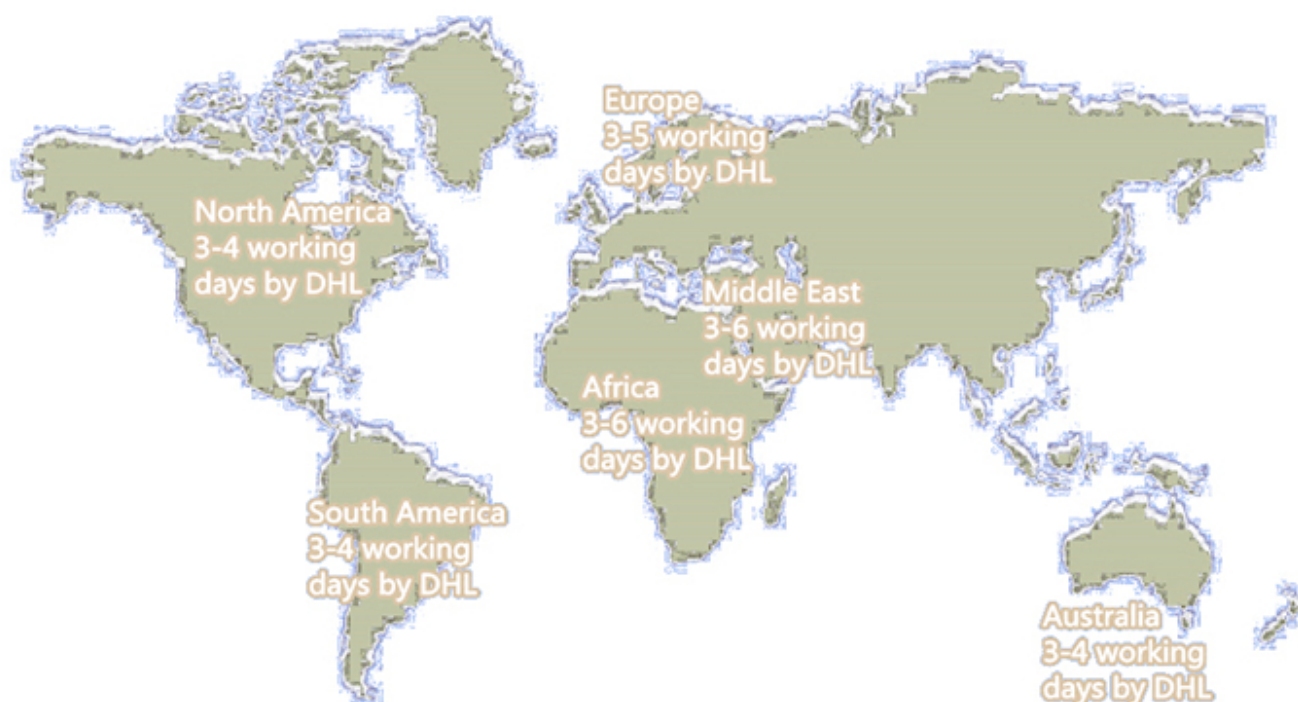 Europe
3-5 working
days by DHL
North America
3-4 working
days by DHL
Middle East
3-6 working
days by DHL
Africa
3-6 working
days by DHL
South America
3-4 working
days by DHL
Australia
3-4 working
days by DHL